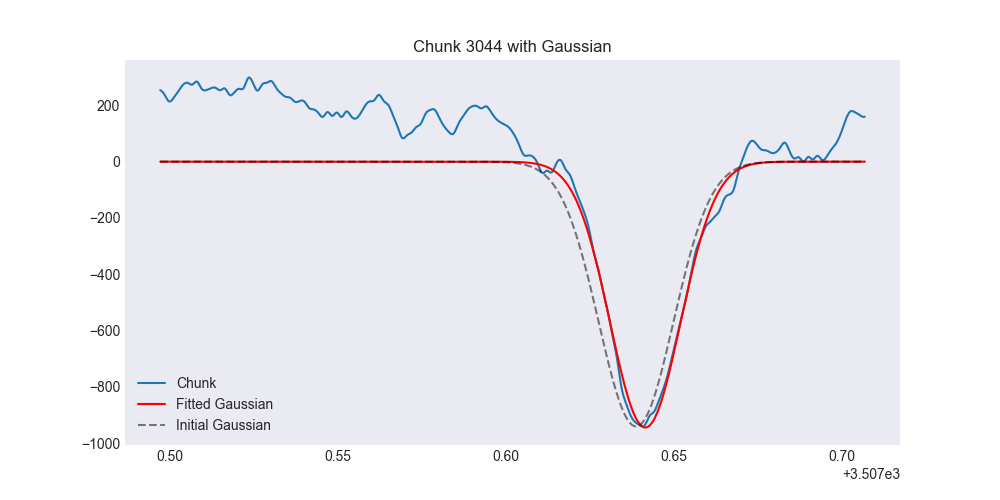 Chunk 3044 with Gaussian
200
0
−200
−400
−600
−800
−1000
Chunk
Fitted Gaussian
Initial Gaussian
0.50 0.55 0.60 0.65 0.70
+3.507e3